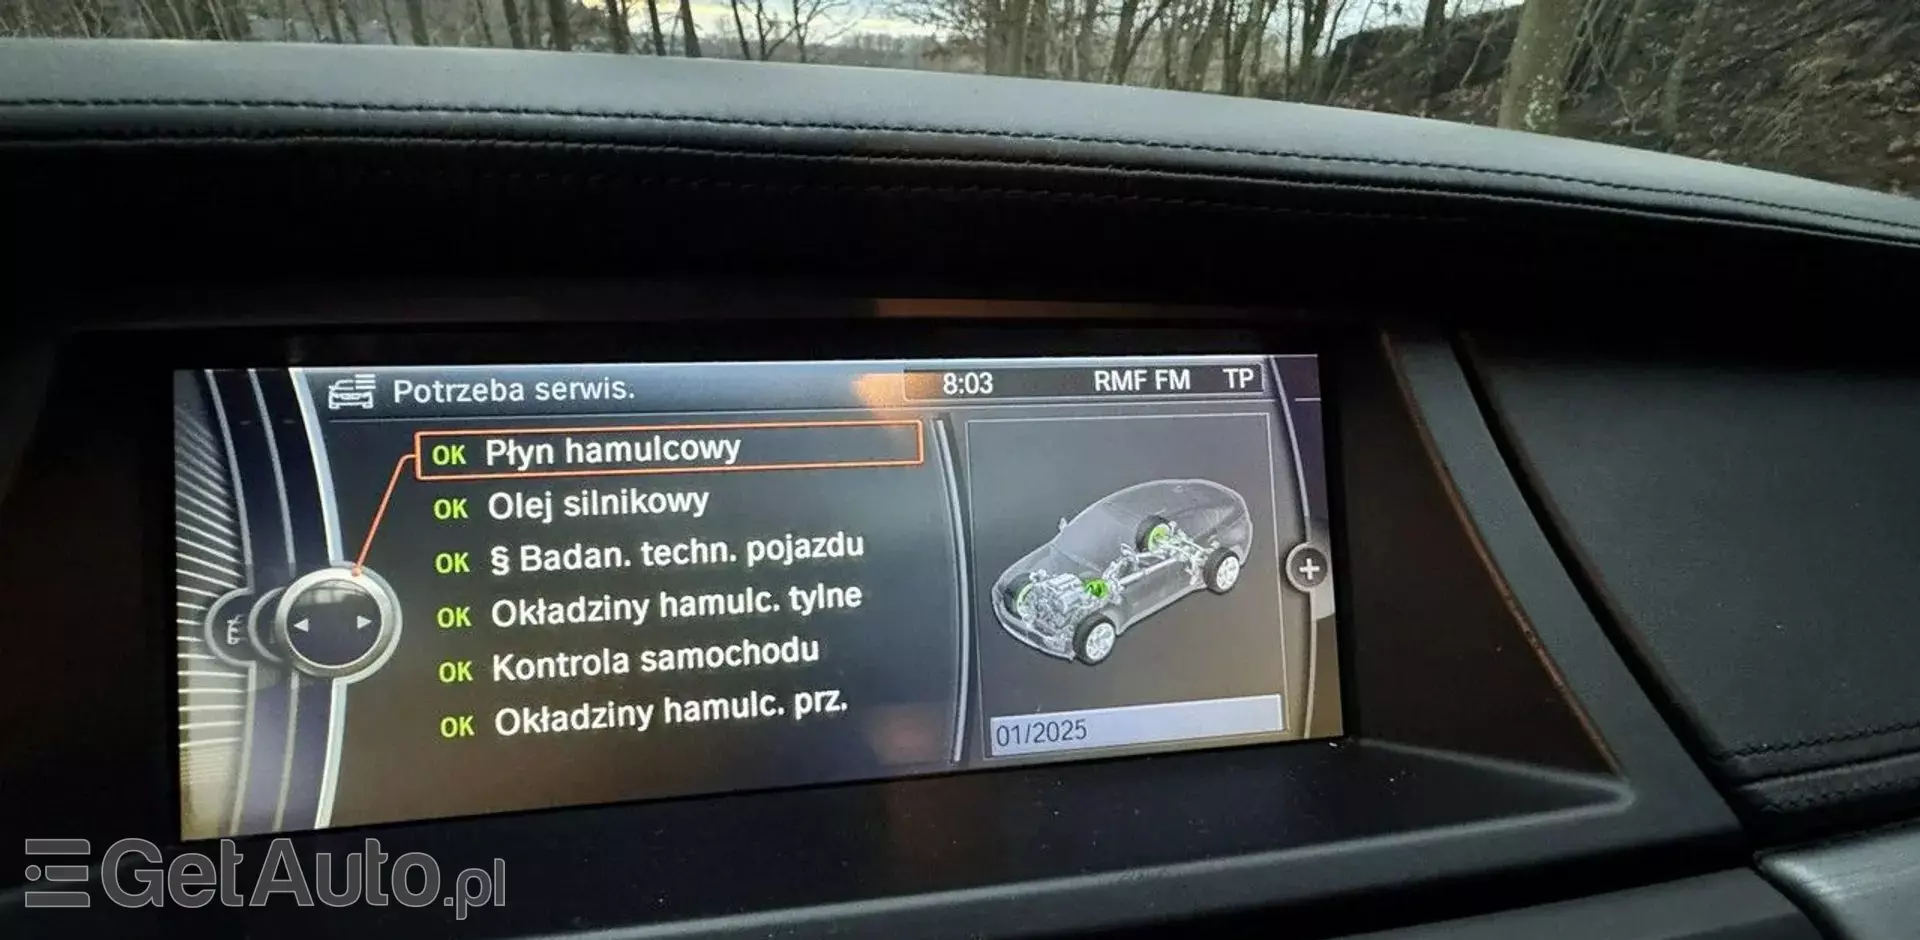 Potrzeba serwis.
8:03
RMF FM
TP
OK Płyn hamulcowy
OK Olej silnikowy
OK § Badan. techn. pojazdu
OK Okładziny hamulc. tylne
OK Kontrola samochodu
OK Okładziny hamulc. prz.
01/2025
GetAuto.pl